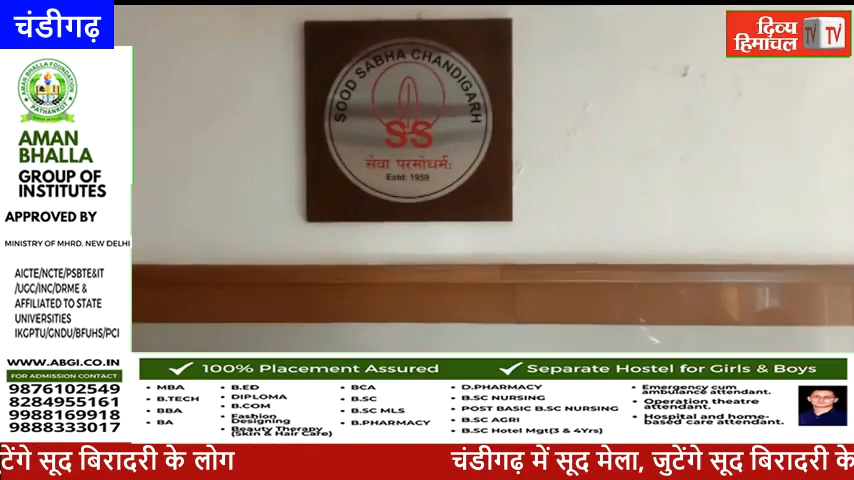 चंडीगढ़
दिव्य
हिमाचल
TV
TV
AMAN BHALLA FOUNDATION
PATHANKOT
AMAN
BHALLA
GROUP OF
INSTITUTES
APPROVED BY
MINISTRY OF MHRD, NEW DELHI
AICTE/NCTE/PSBTE&IT
/UGC/INC/DRME &
AFFILIATED TO STATE
UNIVERSITIES
IKGPTU/GNDU/BFUHS/PCI
WWW.ABGI.CO.IN
FOR ADMISSION CONTACT
9876102549
8284955161
9988169918
9888333017
SOOD SABHA CHANDIGARH
SS
सेवा परमोधर्म:
Estd. 1959
100% Placement Assured
Separate Hostel for Girls & Boys
• MBA
• B.TECH
• BBA
• BA
• B.ED
• DIPLOMA
• B.COM
• Fashion
Designing
• Beauty Therapy
(Skin & Hair Care)
• BCA
• B.SC
• B.SC MLS
• B.PHARMACY
• D.PHARMACY
• B.SC NURSING
• POST BASIC B.SC NURSING
• B.SC AGRI
• B.SC Hotel Mgt(3 & 4Yrs)
• Emergency cum
ambulance attendant.
• Operation theatre
attendant.
• Hospital and home-
based care attendant.
टेंगे सूद बिरादरी के लोग
चंडीगढ़ में सूद मेला, जुटेंगे सूद बिरादरी के